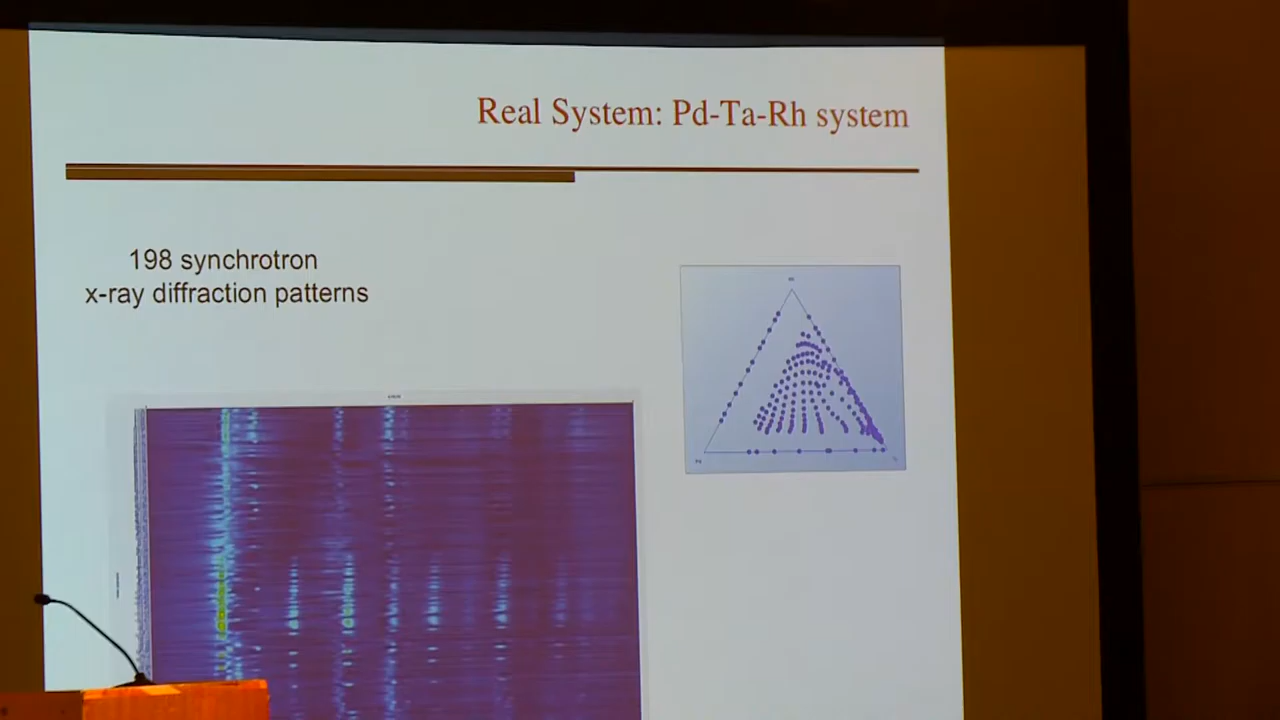 Real System: Pd-Ta-Rh system
198 synchrotron
x-ray diffraction patterns